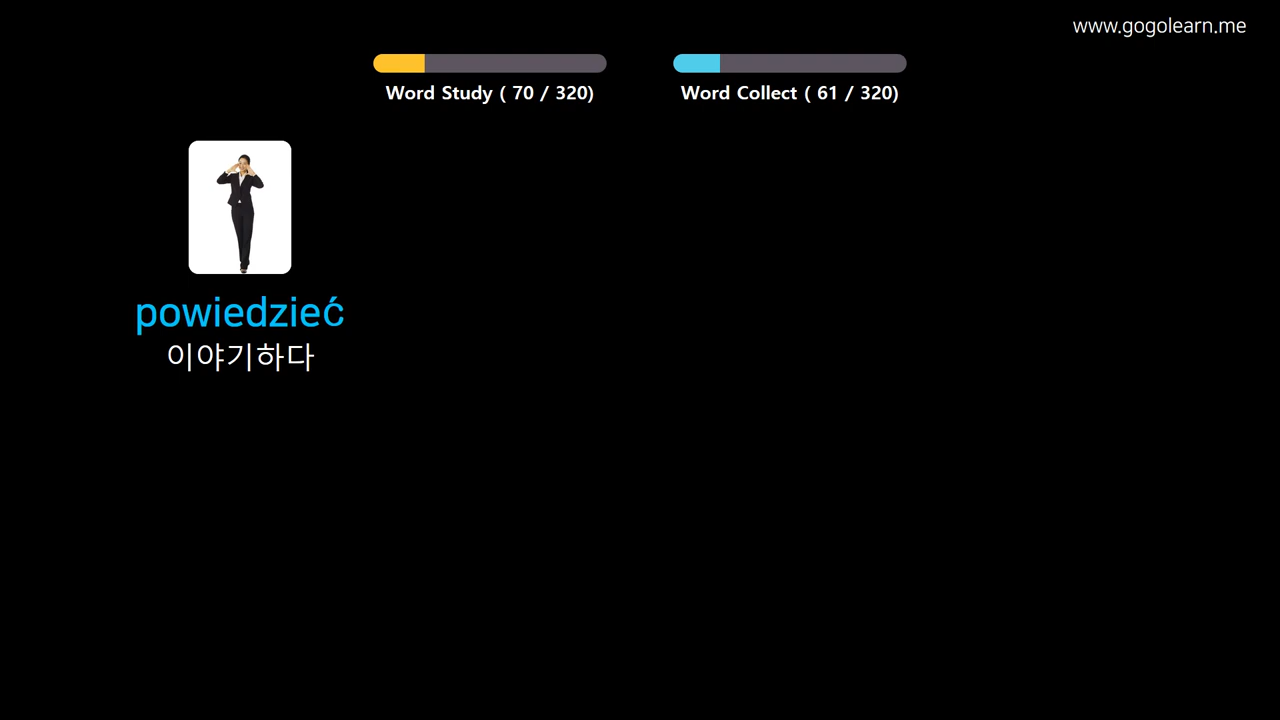 www.gogolearn.me
Word Study ( 70 / 320)
Word Collect ( 61 / 320)
powiedzieć
이야기하다